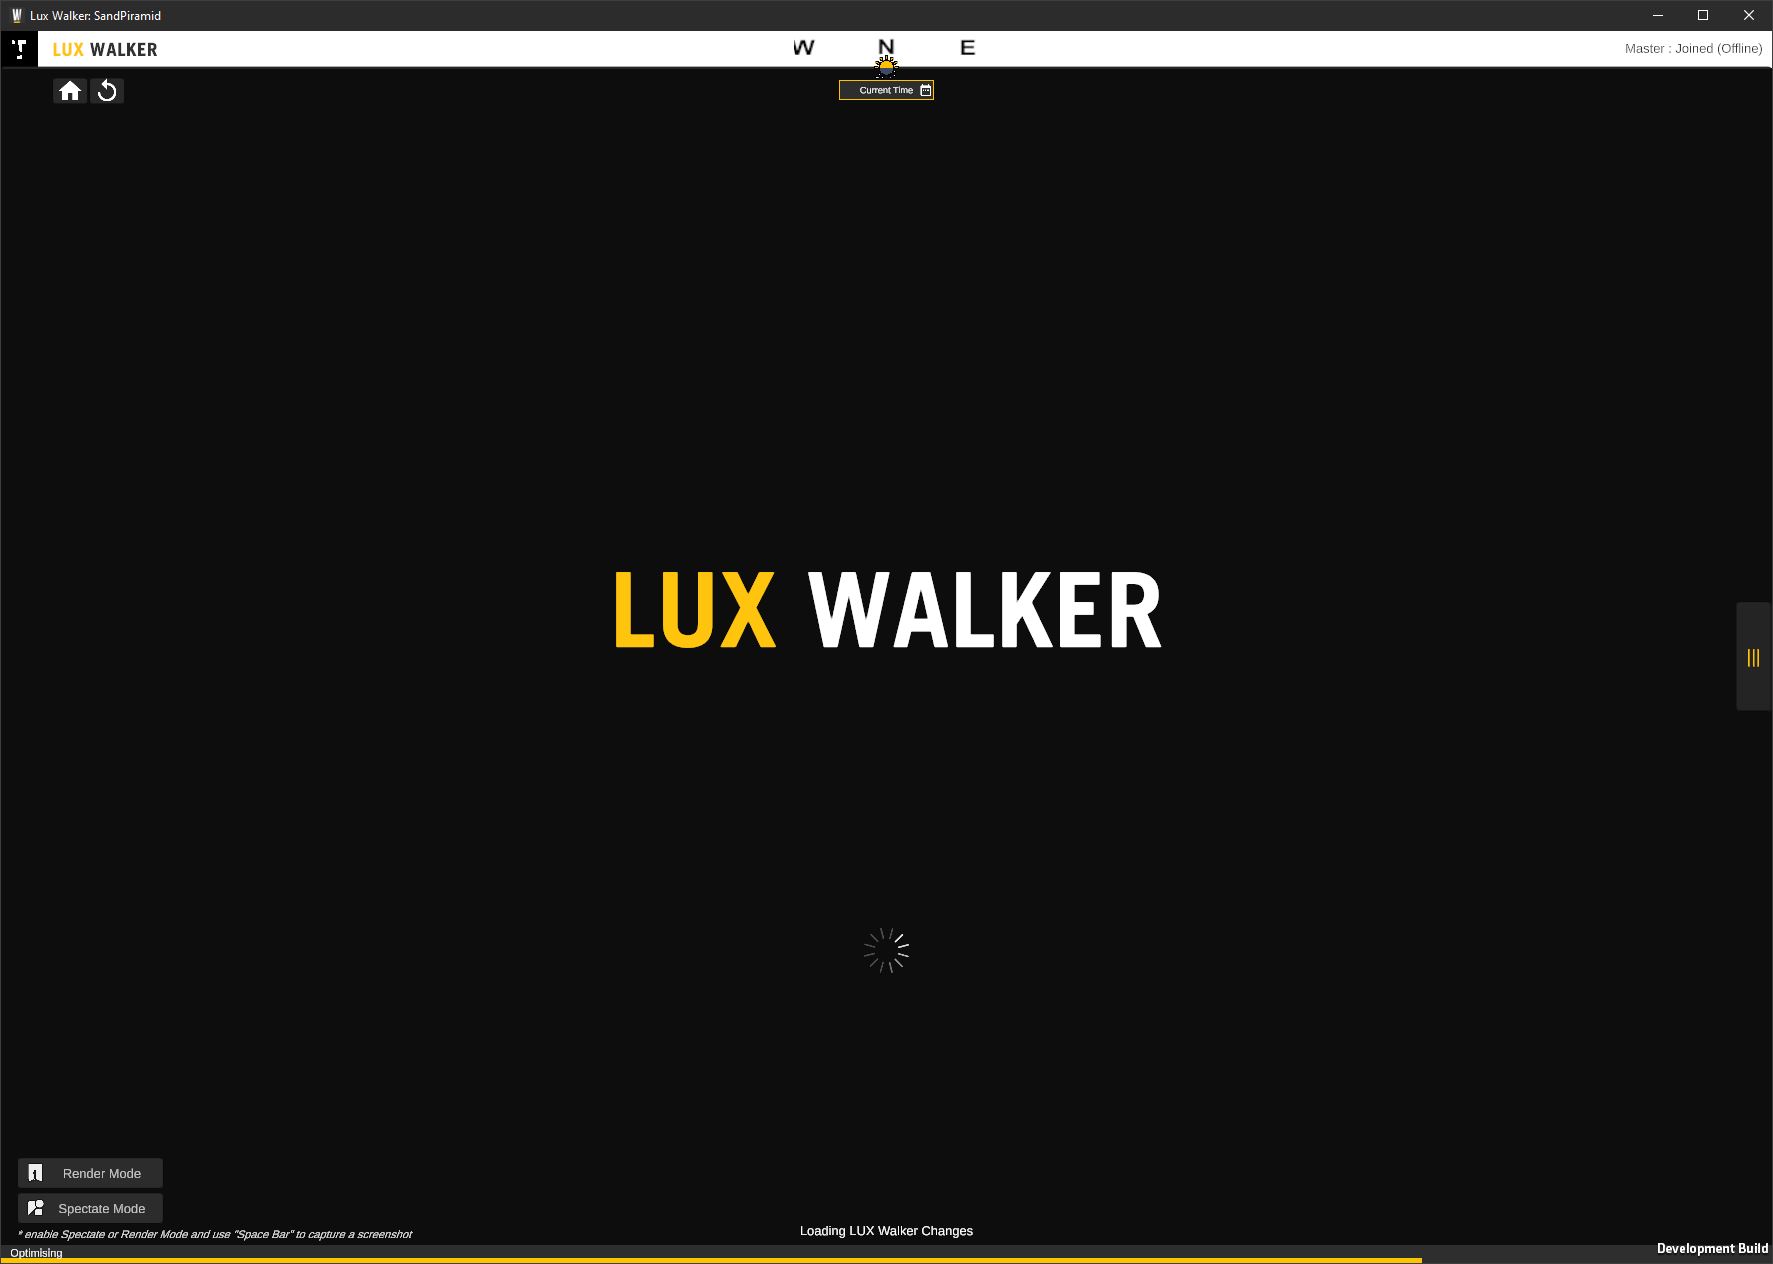 Lux Walker: SandPiramid
LUX WALKER
W N E
Master : Joined (Offline)
Current Time
LUX WALKER
Render Mode
Spectate Mode
* enable Spectate or Render Mode and use "Space Bar" to capture a screenshot
Loading LUX Walker Changes
Optimising
Development Build